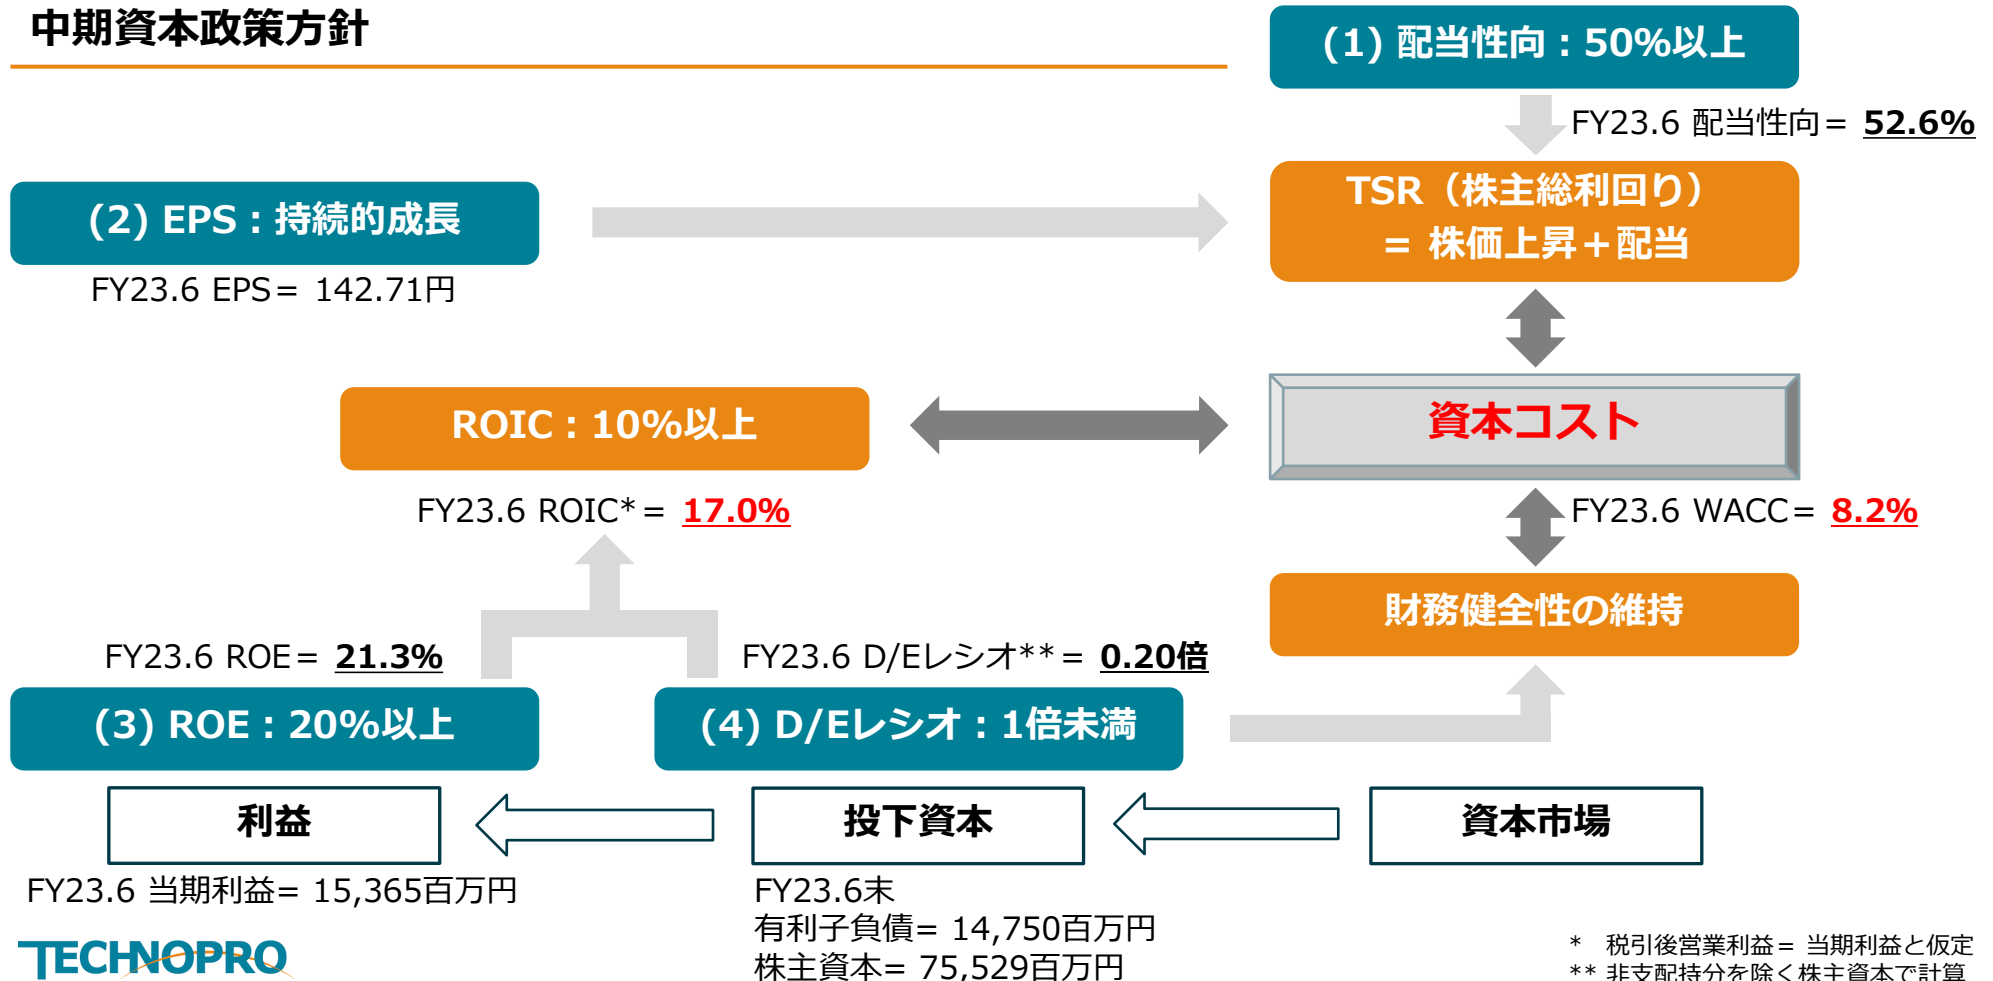 中期資本政策方針
(1) 配当性向：50%以上
FY23.6 配当性向＝ 52.6%
(2) EPS：持続的成長
FY23.6 EPS＝ 142.71円
TSR（株主総利回り）
＝ 株価上昇＋配当
ROIC：10%以上
資本コスト
FY23.6 ROIC*＝ 17.0%
FY23.6 WACC＝ 8.2%
財務健全性の維持
FY23.6 ROE＝ 21.3%
FY23.6 D/Eレシオ**＝ 0.20倍
(3) ROE：20%以上
(4) D/Eレシオ：1倍未満
利益
投下資本
資本市場
FY23.6 当期利益= 15,365百万円
FY23.6末
有利子負債= 14,750百万円
株主資本= 75,529百万円
TECHNOPRO
* 税引後営業利益＝ 当期利益と仮定
** 非支配持分を除く株主資本で計算